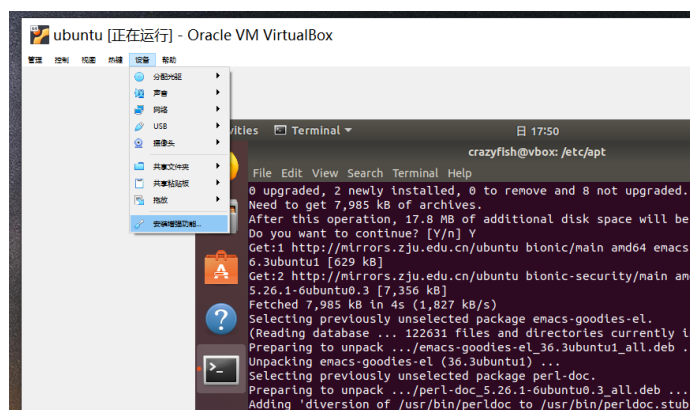 ubuntu [正在运行] - Oracle VM VirtualBox
管理 控制 视图 热键 设备 帮助
分配光驱
声音
网络
USB
摄像头
共享文件夹
共享粘贴板
拖放
安装增强功能...
vities Terminal 日 17:50
crazyfish@vbox: /etc/apt
File Edit View Search Terminal Help
0 upgraded, 2 newly installed, 0 to remove and 8 not upgraded.
Need to get 7,985 kB of archives.
After this operation, 17.8 MB of additional disk space will be
Do you want to continue? [Y/n] Y
Get:1 http://mirrors.zju.edu.cn/ubuntu bionic/main amd64 emacs
6.3ubuntu1 [629 kB]
Get:2 http://mirrors.zju.edu.cn/ubuntu bionic-security/main am
5.26.1-6ubuntu0.3 [7,356 kB]
Fetched 7,985 kB in 4s (1,827 kB/s)
Selecting previously unselected package emacs-goodies-el.
(Reading database ... 122631 files and directories currently i
Preparing to unpack .../emacs-goodies-el_36.3ubuntu1_all.deb .
Unpacking emacs-goodies-el (36.3ubuntu1) ...
Selecting previously unselected package perl-doc.
Preparing to unpack .../perl-doc_5.26.1-6ubuntu0.3_all.deb ...
Adding 'diversion of /usr/bin/perldoc to /usr/bin/perldoc.stub